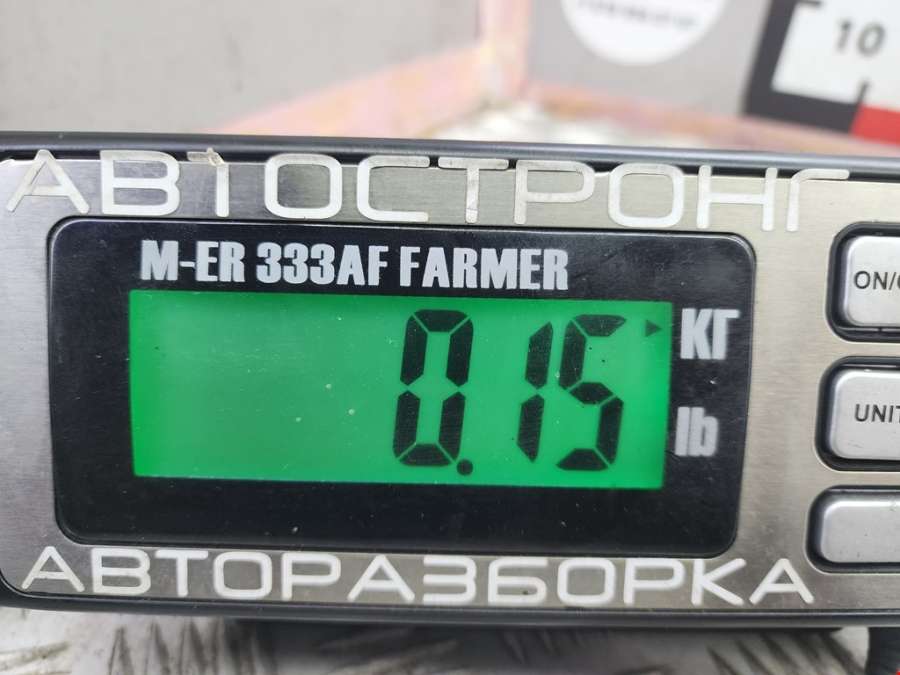 10
АВТОСТРОНГ
M-ER 333AF FARMER
0.15
КГ
lb
ON/
UNIT
АВТОРАЗБОРКА